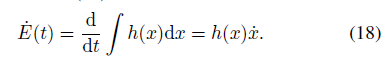 Ė(t) = d/dt ∫ h(x)dx = h(x)ẋ. (18)